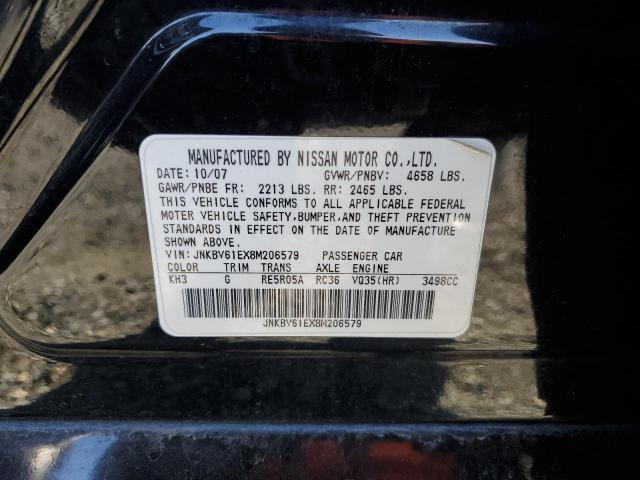 MANUFACTURED BY NISSAN MOTOR CO.,LTD.
DATE: 10/07 GVWR/PNBV: 4658 LBS.
GAWR/PNBE FR: 2213 LBS. RR: 2465 LBS.
THIS VEHICLE CONFORMS TO ALL APPLICABLE FEDERAL
MOTER VEHICLE SAFETY,BUMPER,AND THEFT PREVENTION
STANDARDS IN EFFECT ON THE DATE OF MANUFACTURE
SHOWN ABOVE.
VIN: JNKBV61EX8M206579 PASSENGER CAR
COLOR TRIM TRANS AXLE ENGINE
KH3 G RE5R05A RC36 VQ35(HR) 3498CC
JNKBV61EX8M206579